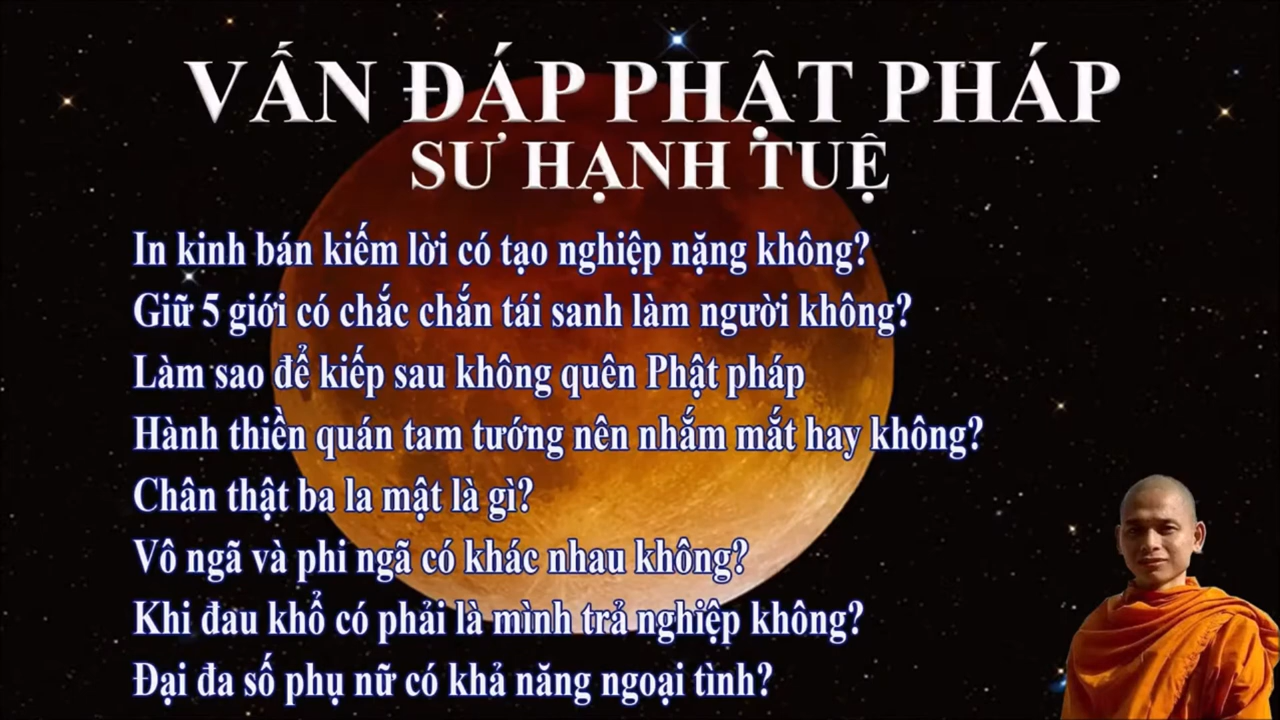 VẤN ĐÁP PHẬT PHÁP
SƯ HẠNH TUỆ
In kinh bán kiếm lời có tạo nghiệp nặng không?
Giữ 5 giới có chắc chắn tái sanh làm người không?
Làm sao để kiếp sau không quên Phật pháp
Hành thiền quán tam tướng nên nhắm mắt hay không?
Chân thật ba la mật là gì?
Vô ngã và phi ngã có khác nhau không?
Khi đau khổ có phải là mình trả nghiệp không?
Đại đa số phụ nữ có khả năng ngoại tình?